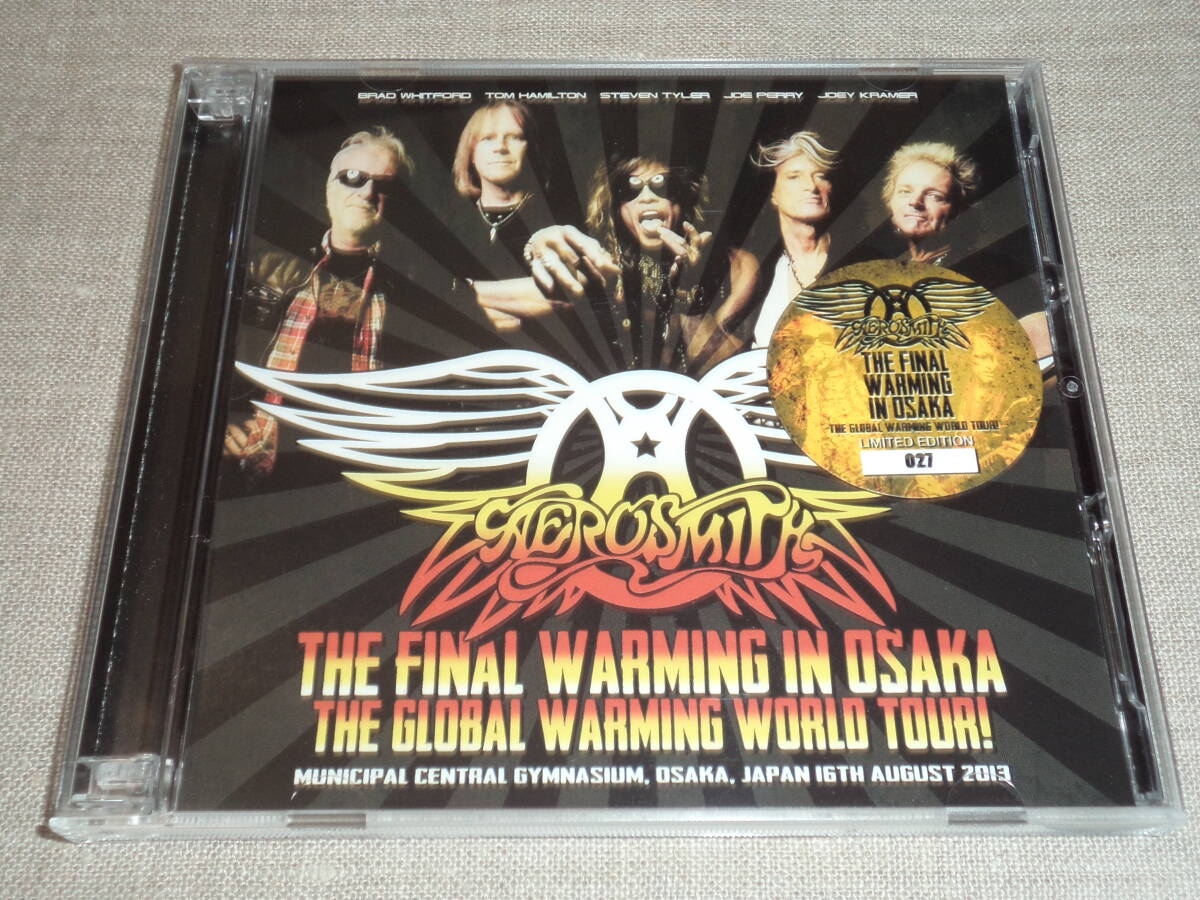 BRAD WHITFORD TOM HAMILTON STEVEN TYLER JOE PERRY JOEY KRAMER
AEROSMITH
THE FINAL
WARMING
IN OSAKA
THE GLOBAL WARMING WORLD TOUR!
LIMITED EDITION
027
AEROSMITH
THE FINAL WARMING IN OSAKA
THE GLOBAL WARMING WORLD TOUR!
MUNICIPAL CENTRAL GYMNASIUM, OSAKA, JAPAN 16TH AUGUST 2013